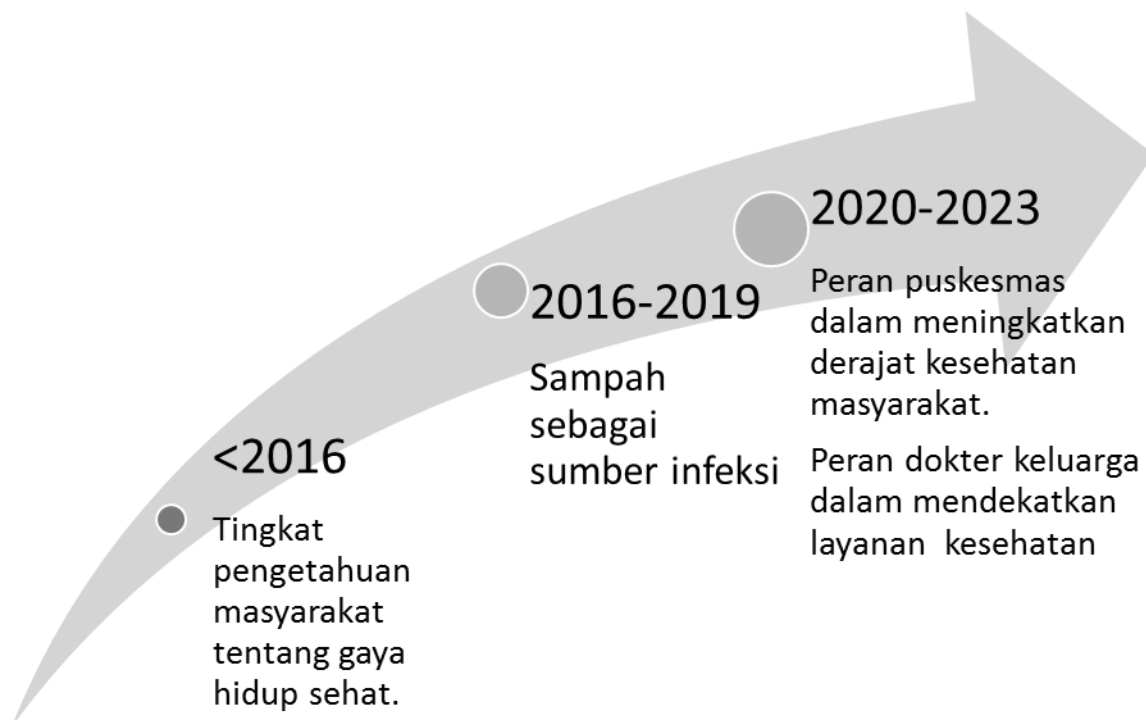 <2016
Tingkat
pengetahuan
masyarakat
tentang gaya
hidup sehat.
2016-2019
Sampah
sebagai
sumber infeksi
2020-2023
Peran puskesmas
dalam meningkatkan
derajat kesehatan
masyarakat.
Peran dokter keluarga
dalam mendekatkan
layanan kesehatan